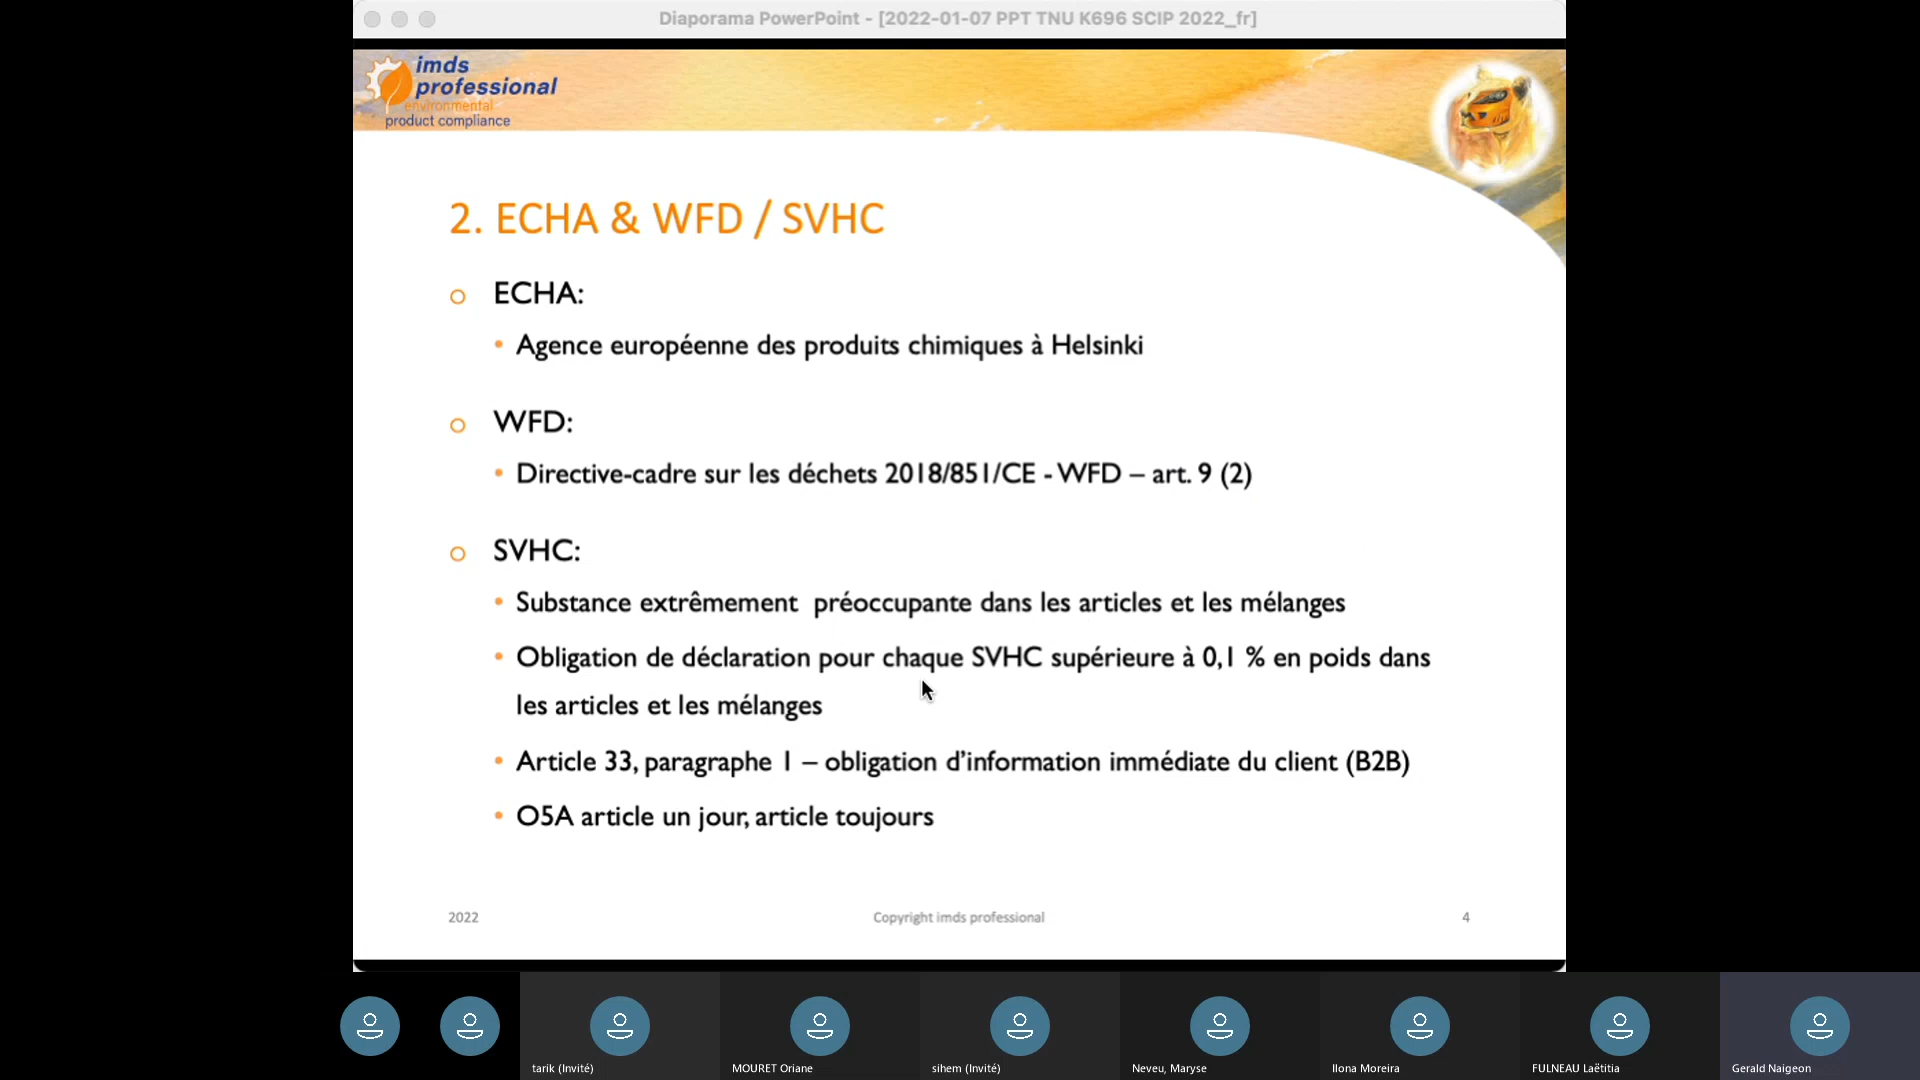 Diaporama PowerPoint - [2022-01-07 PPT TNU K696 SCIP 2022_fr]
imds
professional
environmental
product compliance
2. ECHA & WFD / SVHC
ECHA:
Agence européenne des produits chimiques à Helsinki
WFD:
Directive-cadre sur les déchets 2018/851/CE - WFD – art. 9 (2)
SVHC:
Substance extrêmement  préoccupante dans les articles et les mélanges
Obligation de déclaration pour chaque SVHC supérieure à 0,1 % en poids dans
les articles et les mélanges
Article 33, paragraphe 1 – obligation d’information immédiate du client (B2B)
O5A article un jour, article toujours
2022
Copyright imds professional
4
tarik (Invité)
MOURET Oriane
sihem (Invité)
Neveu, Maryse
Ilona Moreira
FULNEAU Laëtitia
Gerald Naigeon